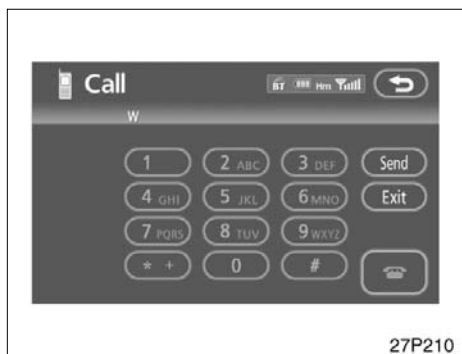 Call BT Hm
W
1 2 ABC 3 DEF Send
4 GHI 5 JKL 6 MNO Exit
7 PQRS 8 TUV 9 WXYZ
* + 0 #
27P210